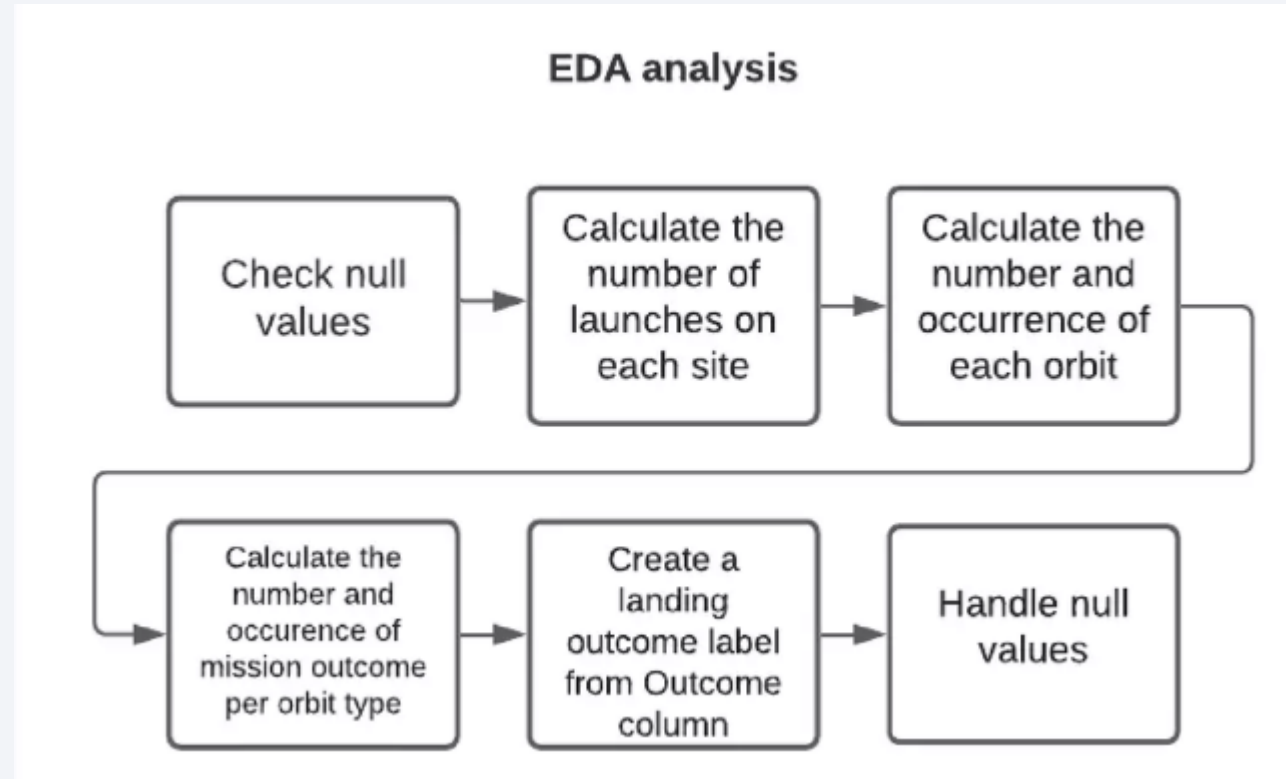 EDA analysis
Check null
values
Calculate the
number of
launches on
each site
Calculate the
number and
occurrence of
each orbit
Calculate the
number and
occurence of
mission outcome
per orbit type
Create a
landing
outcome label
from Outcome
column
Handle null
values